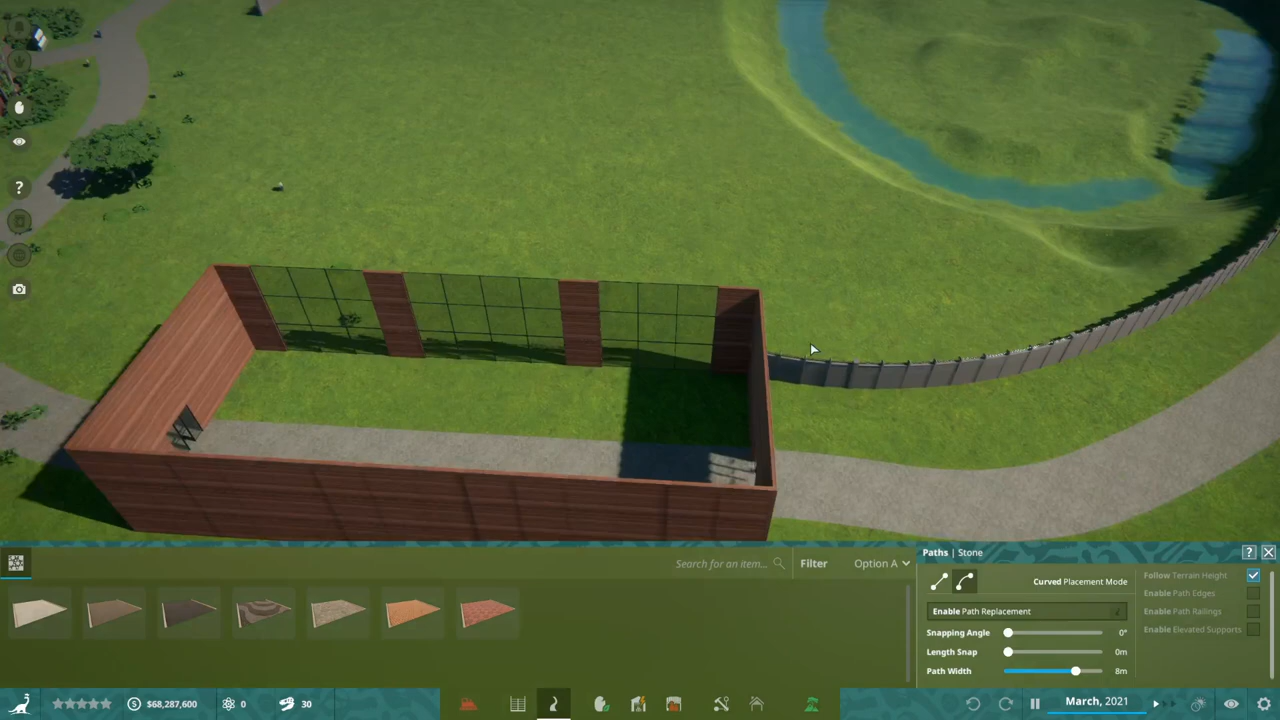 ?
Paths | Stone
?
Search for an item...
Filter
Option A
Curved Placement Mode
Enable Path Replacement
Snapping Angle
0°
Length Snap
0m
Path Width
8m
Follow Terrain Height
Enable Path Edges
Enable Path Railings
Enable Elevated Supports
$68,287,600
0
30
March, 2021